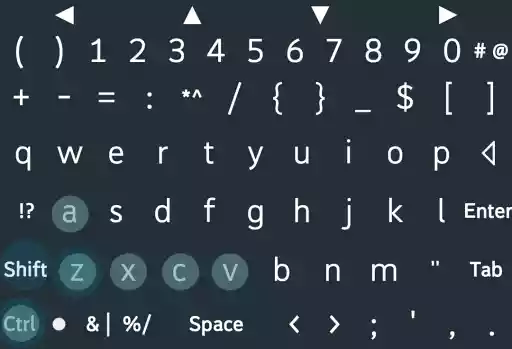 ◀ ▲ ▼ ▶
( ) 1 2 3 4 5 6 7 8 9 0 # @
+ - = : *^ / { } _ $ [ ]
q w e r t y u i o p ◁
!? a s d f g h j k l Enter
Shift z x c v b n m " Tab
Ctrl ● &| %/ Space < > ; ' , .